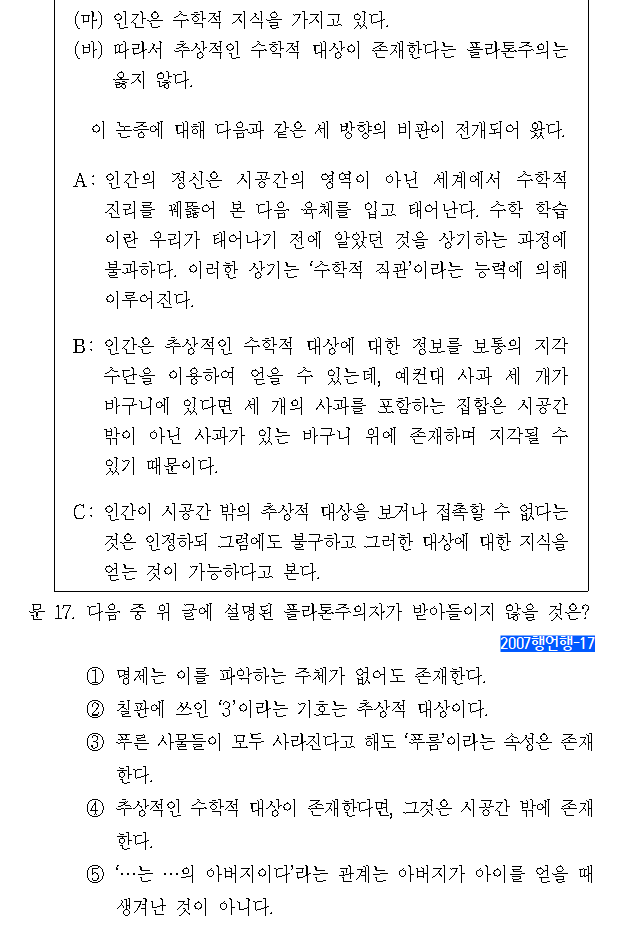 (마) 인간은 수학적 지식을 가지고 있다.
(바) 따라서 추상적인 수학적 대상이 존재한다는 플라톤주의는
옳지 않다.
이 논증에 대해 다음과 같은 세 방향의 비판이 전개되어 왔다.
A : 인간의 정신은 시공간의 영역이 아닌 세계에서 수학적
진리를 꿰뚫어 본 다음 육체를 입고 태어난다. 수학 학습
이란 우리가 태어나기 전에 알았던 것을 상기하는 과정에
불과하다. 이러한 상기는 ‘수학적 직관’이라는 능력에 의해
이루어진다.
B : 인간은 추상적인 수학적 대상에 대한 정보를 보통의 지각
수단을 이용하여 얻을 수 있는데, 예컨대 사과 세 개가
바구니에 있다면 세 개의 사과를 포함하는 집합은 시공간
밖이 아닌 사과가 있는 바구니 위에 존재하며 지각될 수
있기 때문이다.
C : 인간이 시공간 밖의 추상적 대상을 보거나 접촉할 수 없다는
것은 인정하되 그럼에도 불구하고 그러한 대상에 대한 지식을
얻는 것이 가능하다고 본다.
문 17. 다음 중 위 글에 설명된 플라톤주의자가 받아들이지 않을 것은?
2007행언행-17
① 명제는 이를 파악하는 주체가 없어도 존재한다.
② 칠판에 쓰인 ‘3’이라는 기호는 추상적 대상이다.
③ 푸른 사물들이 모두 사라진다고 해도 ‘푸름’이라는 속성은 존재
한다.
④ 추상적인 수학적 대상이 존재한다면, 그것은 시공간 밖에 존재
한다.
⑤ ‘…는 …의 아버지이다’라는 관계는 아버지가 아이를 얻을 때
생겨난 것이 아니다.